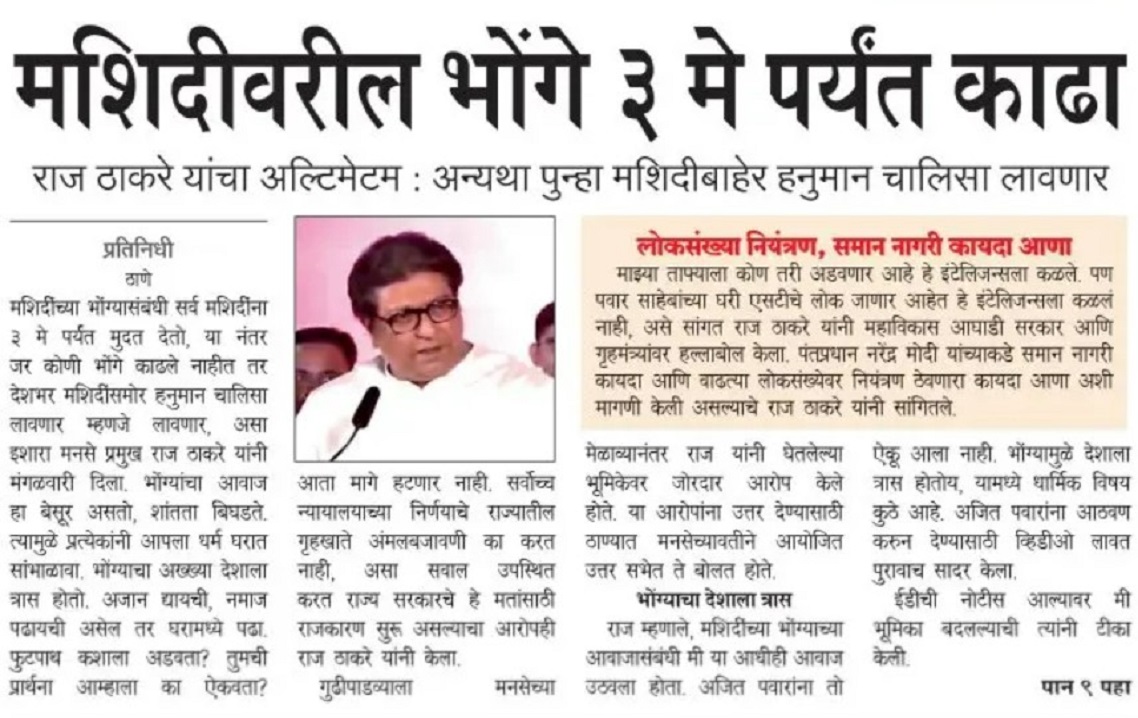 मशिदीवरील भोंगे ३ मे पर्यंत काढा
राज ठाकरे यांचा अल्टिमेटम : अन्यथा पुन्हा मशिदीबाहेर हनुमान चालिसा लावणार
प्रतिनिधी
ठाणे
मशिदींच्या भोंग्यासंबंधी सर्व मशिदींना
३ मे पर्यंत मुदत देतो, या नंतर
जर कोणी भोंगे काढले नाहीत तर
देशभर मशिदींसमोर हनुमान चालिसा
लावणार म्हणजे लावणार, असा
इशारा मनसे प्रमुख राज ठाकरे यांनी
मंगळवारी दिला. भोंग्यांचा आवाज
हा बेसूर असतो, शांतता बिघडते.
त्यामुळे प्रत्येकांनी आपला धर्म घरात
सांभाळावा. भोंग्याचा अख्ख्या देशाला
त्रास होतो. अजान द्यायची, नमाज
पढायची असेल तर घरामध्ये पढा.
फुटपाथ कशाला अडवता? तुमची
प्रार्थना आम्हाला का ऐकवता?
आता मागे हटणार नाही. सर्वोच्च
न्यायालयाच्या निर्णयाचे राज्यातील
गृहखाते अंमलबजावणी का करत
नाही, असा सवाल उपस्थित
करत राज्य सरकारचे हे मतांसाठी
राजकारण सुरू असल्याचा आरोपही
राज ठाकरे यांनी केला.
गुढीपाडव्याला मनसेच्या
लोकसंख्या नियंत्रण, समान नागरी कायदा आणा
माझ्या ताफ्याला कोण तरी अडवणार आहे हे इंटेलिजन्सला कळले. पण
पवार साहेबांच्या घरी एसटीचे लोक जाणार आहेत हे इंटेलिजन्सला कळलं
नाही, असे सांगत राज ठाकरे यांनी महाविकास आघाडी सरकार आणि
गृहमंत्र्यांवर हल्लाबोल केला. पंतप्रधान नरेंद्र मोदी यांच्याकडे समान नागरी
कायदा आणि वाढत्या लोकसंख्येवर नियंत्रण ठेवणारा कायदा आणा अशी
मागणी केली असल्याचे राज ठाकरे यांनी सांगितले.
मेळाव्यानंतर राज यांनी घेतलेल्या
भूमिकेवर जोरदार आरोप केले
होते. या आरोपांना उत्तर देण्यासाठी
ठाण्यात मनसेच्यावतीने आयोजित
उत्तर सभेत ते बोलत होते.
भोंग्याचा देशाला त्रास
राज म्हणाले, मशिदींच्या भोंग्याच्या
आवाजासंबंधी मी या आधीही आवाज
उठवला होता. अजित पवारांना तो
ऐकू आला नाही. भोंग्यामुळे देशाला
त्रास होतोय, यामध्ये धार्मिक विषय
कुठे आहे. अजित पवारांना आठवण
करुन देण्यासाठी व्हिडीओ लावत
पुरावाच सादर केला.
ईडीची नोटीस आल्यावर मी
भूमिका बदलल्याची त्यांनी टीका
केली.
पान ९ पहा